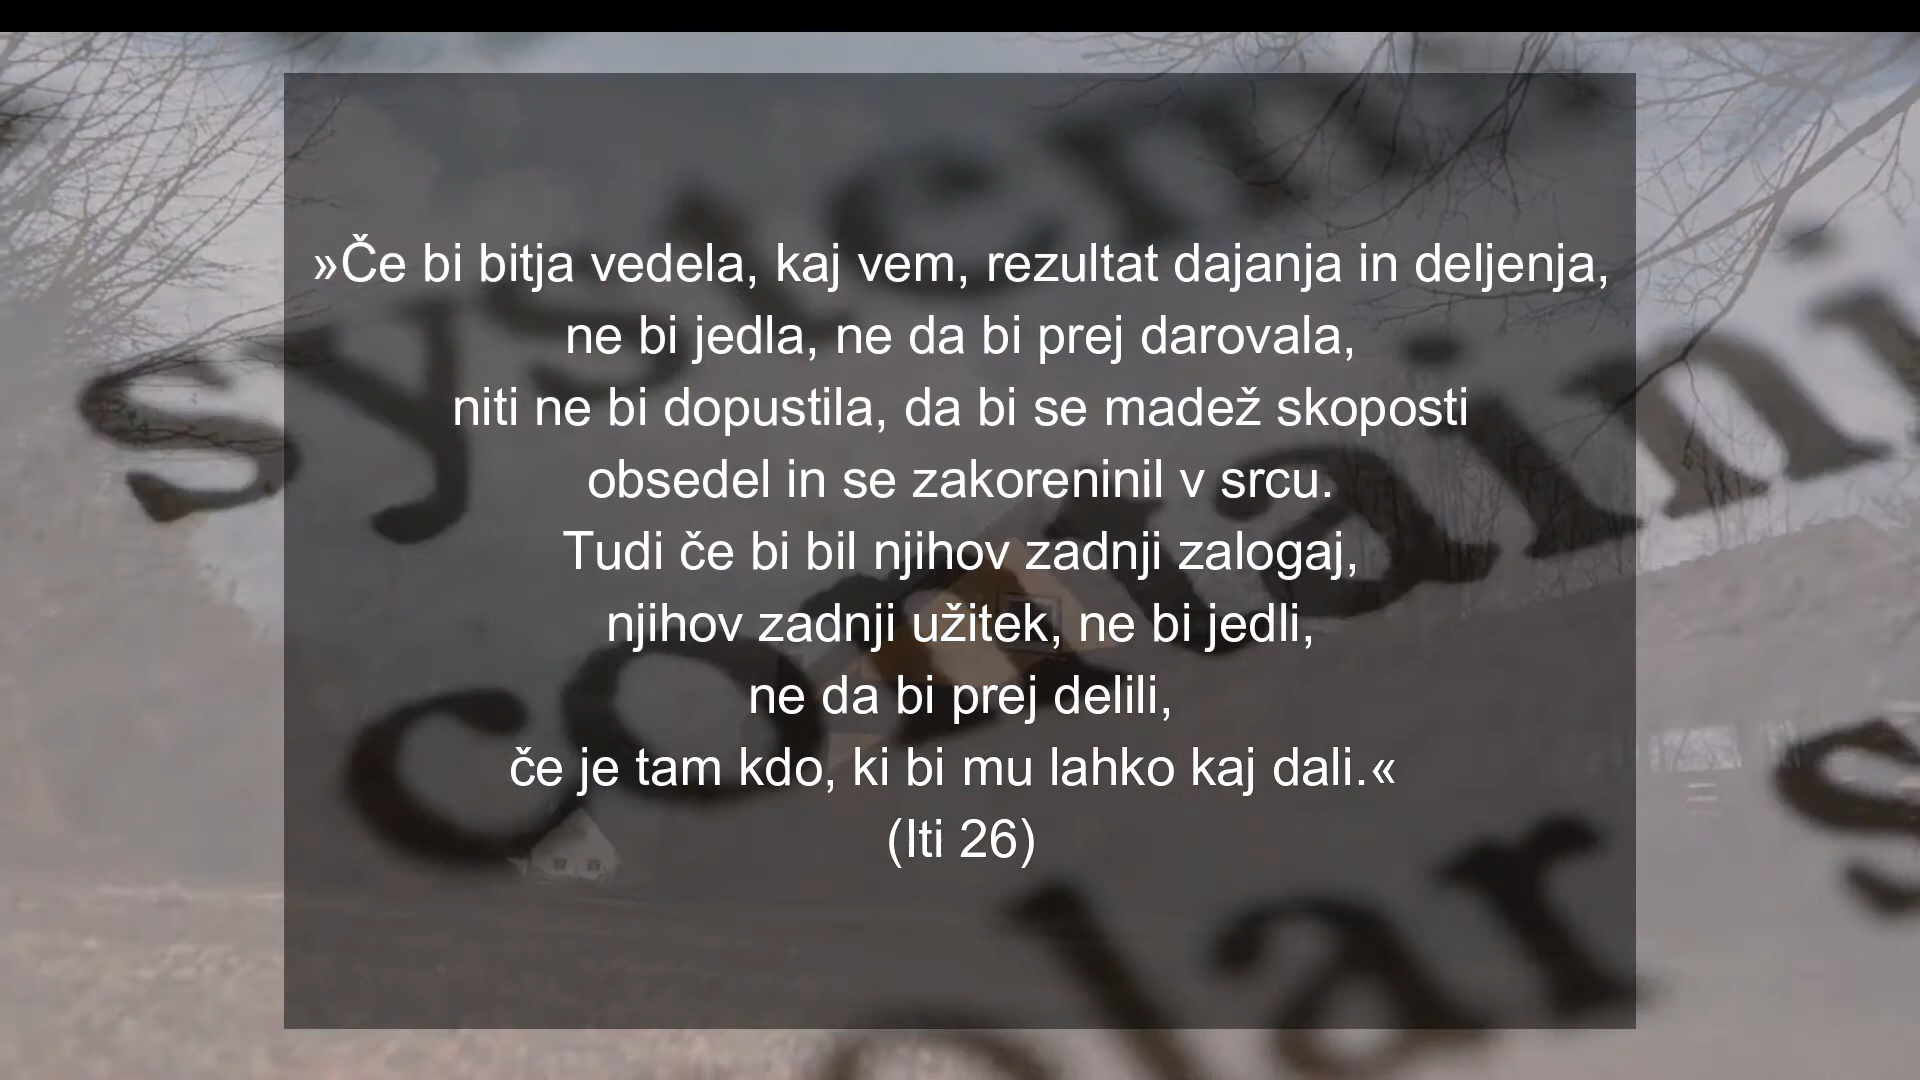 »Če bi bitja vedela, kaj vem, rezultat dajanja in deljenja,
ne bi jedla, ne da bi prej darovala,
niti ne bi dopustila, da bi se madež skoposti
obsedel in se zakoreninil v srcu.
Tudi če bi bil njihov zadnji zalogaj,
njihov zadnji užitek, ne bi jedli,
ne da bi prej delili,
če je tam kdo, ki bi mu lahko kaj dali.«
(Iti 26)
system
containi
olar s